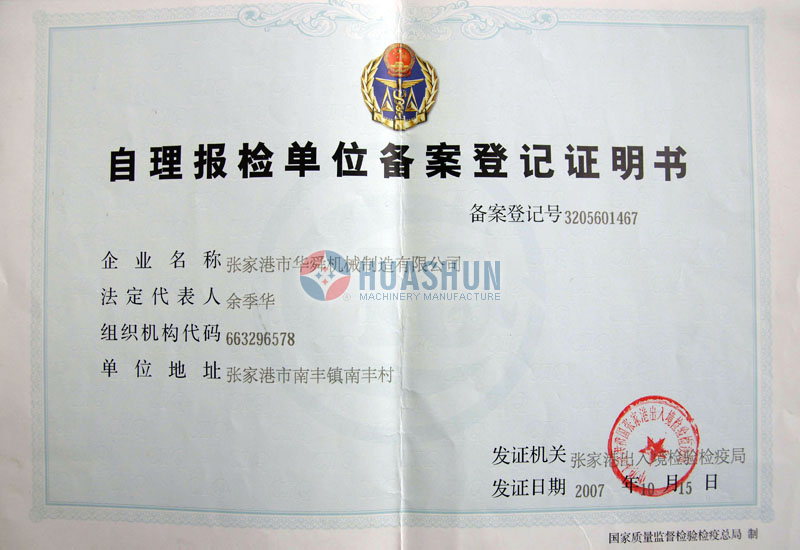 自理报检单位备案登记证明书
备案登记号3205601467
企业名称 张家港市华舜机械制造有限公司
HUASHUN
MACHINERY MANUFACTURE
法定代表人 余季华
组织机构代码 663296578
单位地址 张家港市南丰镇南丰村
发证机关 张家港出入境检验检疫局
发证日期 2007 年10 月15 日
国家质量监督检验检疫总局 制